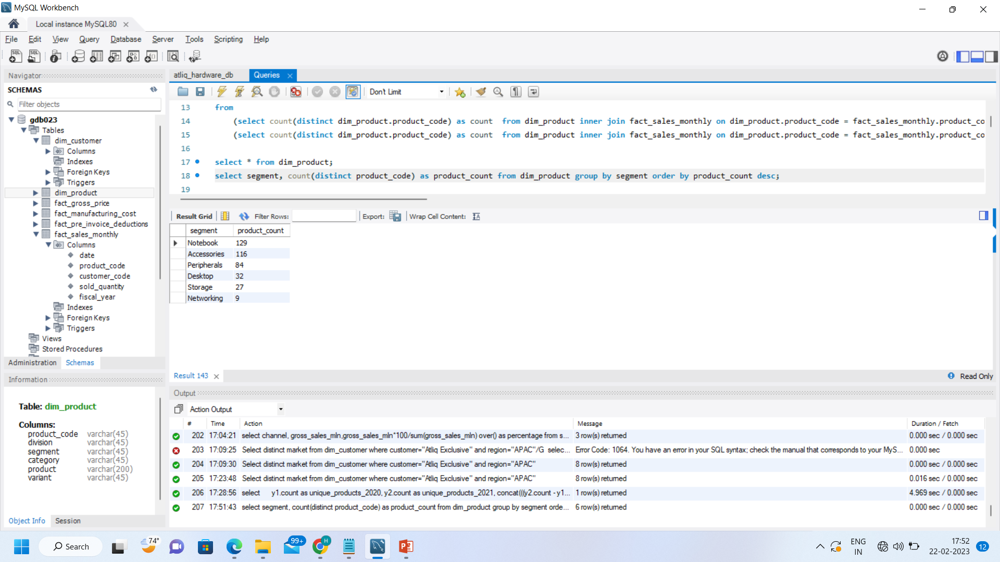 MySQL Workbench
Local instance MySQL80
File Edit View Query Database Server Tools Scripting Help
Navigator
SCHEMAS
Filter objects
gdb023
Tables
dim_customer
Columns
Indexes
Foreign Keys
Triggers
dim_product
fact_gross_price
fact_manufacturing_cost
fact_pre_invoice_deductions
fact_sales_monthly
Columns
date
product_code
customer_code
sold_quantity
fiscal_year
Indexes
Foreign Keys
Triggers
Views
Stored Procedures
Administration Schemas
Information
Table: dim_product
Columns:
product_code varchar(45)
division varchar(45)
segment varchar(45)
category varchar(45)
product varchar(200)
variant varchar(45)
Object Info Session
atliq_hardware_db Queries
Don't Limit
13 from
14 (select count(distinct dim_product.product_code) as count from dim_product inner join fact_sales_monthly on dim_product.product_code = fact_sales_monthly.product_co
15 (select count(distinct dim_product.product_code) as count from dim_product inner join fact_sales_monthly on dim_product.product_code = fact_sales_monthly.product_co
16
17 select * from dim_product;
18 select segment, count(distinct product_code) as product_count from dim_product group by segment order by product_count desc;
19
Result Grid Filter Rows: Export: Wrap Cell Content:
segment product_count
Notebook 129
Accessories 116
Peripherals 84
Desktop 32
Storage 27
Networking 9
Result 143 Read Only
Output
Action Output
# Time Action Message Duration / Fetch
202 17:04:21 select channel, gross_sales_mln,gross_sales_mln*100/sum(gross_sales_mln) over() as percentage from s... 3 row(s) returned 0.000 sec / 0.000 sec
203 17:09:25 Select distinct market from dim_customer where customer="Atliq Exclusive" and region="APAC"/G selec... Error Code: 1064. You have an error in your SQL syntax; check the manual that corresponds to your MyS... 0.000 sec
204 17:09:30 Select distinct market from dim_customer where customer="Atliq Exclusive" and region="APAC" 8 row(s) returned 0.000 sec / 0.000 sec
205 17:23:48 Select distinct market from dim_customer where customer="Atliq Exclusive" and region="APAC" 8 row(s) returned 0.016 sec / 0.000 sec
206 17:28:56 select y1.count as unique_products_2020, y2.count as unique_products_2021, concat(((y2.count - y1... 1 row(s) returned 4.969 sec / 0.000 sec
207 17:51:43 select segment, count(distinct product_code) as product_count from dim_product group by segment orde... 6 row(s) returned 0.000 sec / 0.000 sec
Search
74°
99+
H
ENG
IN
17:52
22-02-2023
12